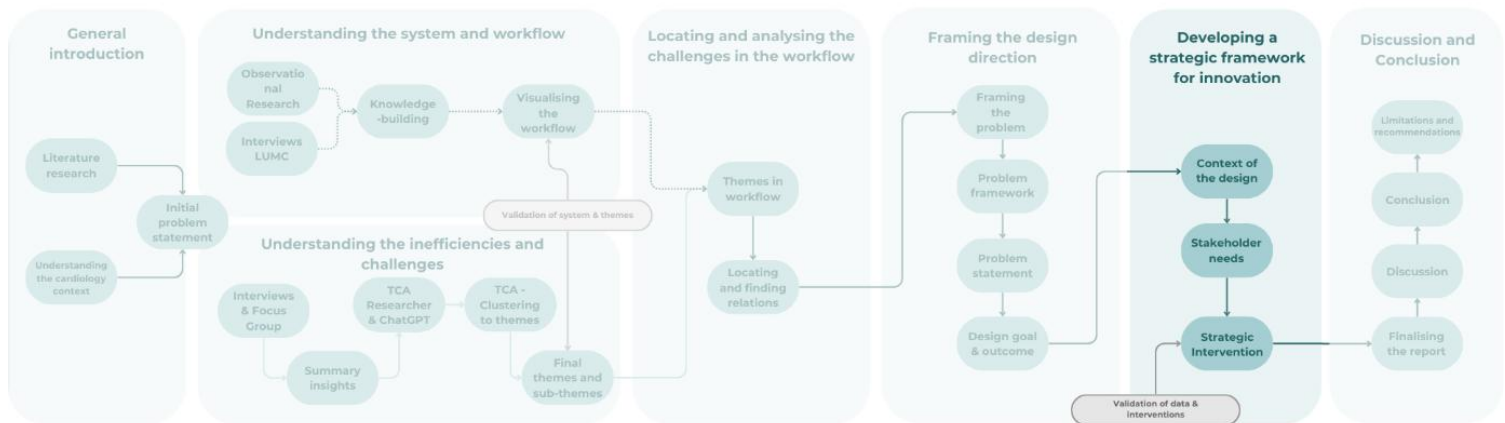 General
introduction
Literature
research
Initial
problem
statement
Understanding
the cardiology
context
Understanding the system and workflow
Observatio
nal
Research
Interviews
LUMC
Knowledge
-building
Visualising
the
workflow
Validation of system & themes
Understanding the inefficiencies and
challenges
Interviews
& Focus
Group
Summary
insights
TCA
Researcher
& ChatGPT
TCA -
Clustering
to themes
Final
themes and
sub-themes
Locating and analysing the
challenges in the workflow
Themes in
workflow
Locating
and finding
relations
Framing the design
direction
Framing
the
problem
Problem
framework
Problem
statement
Design goal
& outcome
Developing a
strategic framework
for innovation
Context of
the design
Stakeholder
needs
Strategic
Intervention
Validation of data &
interventions
Discussion and
Conclusion
Limitations and
recommendations
Conclusion
Discussion
Finalising
the report